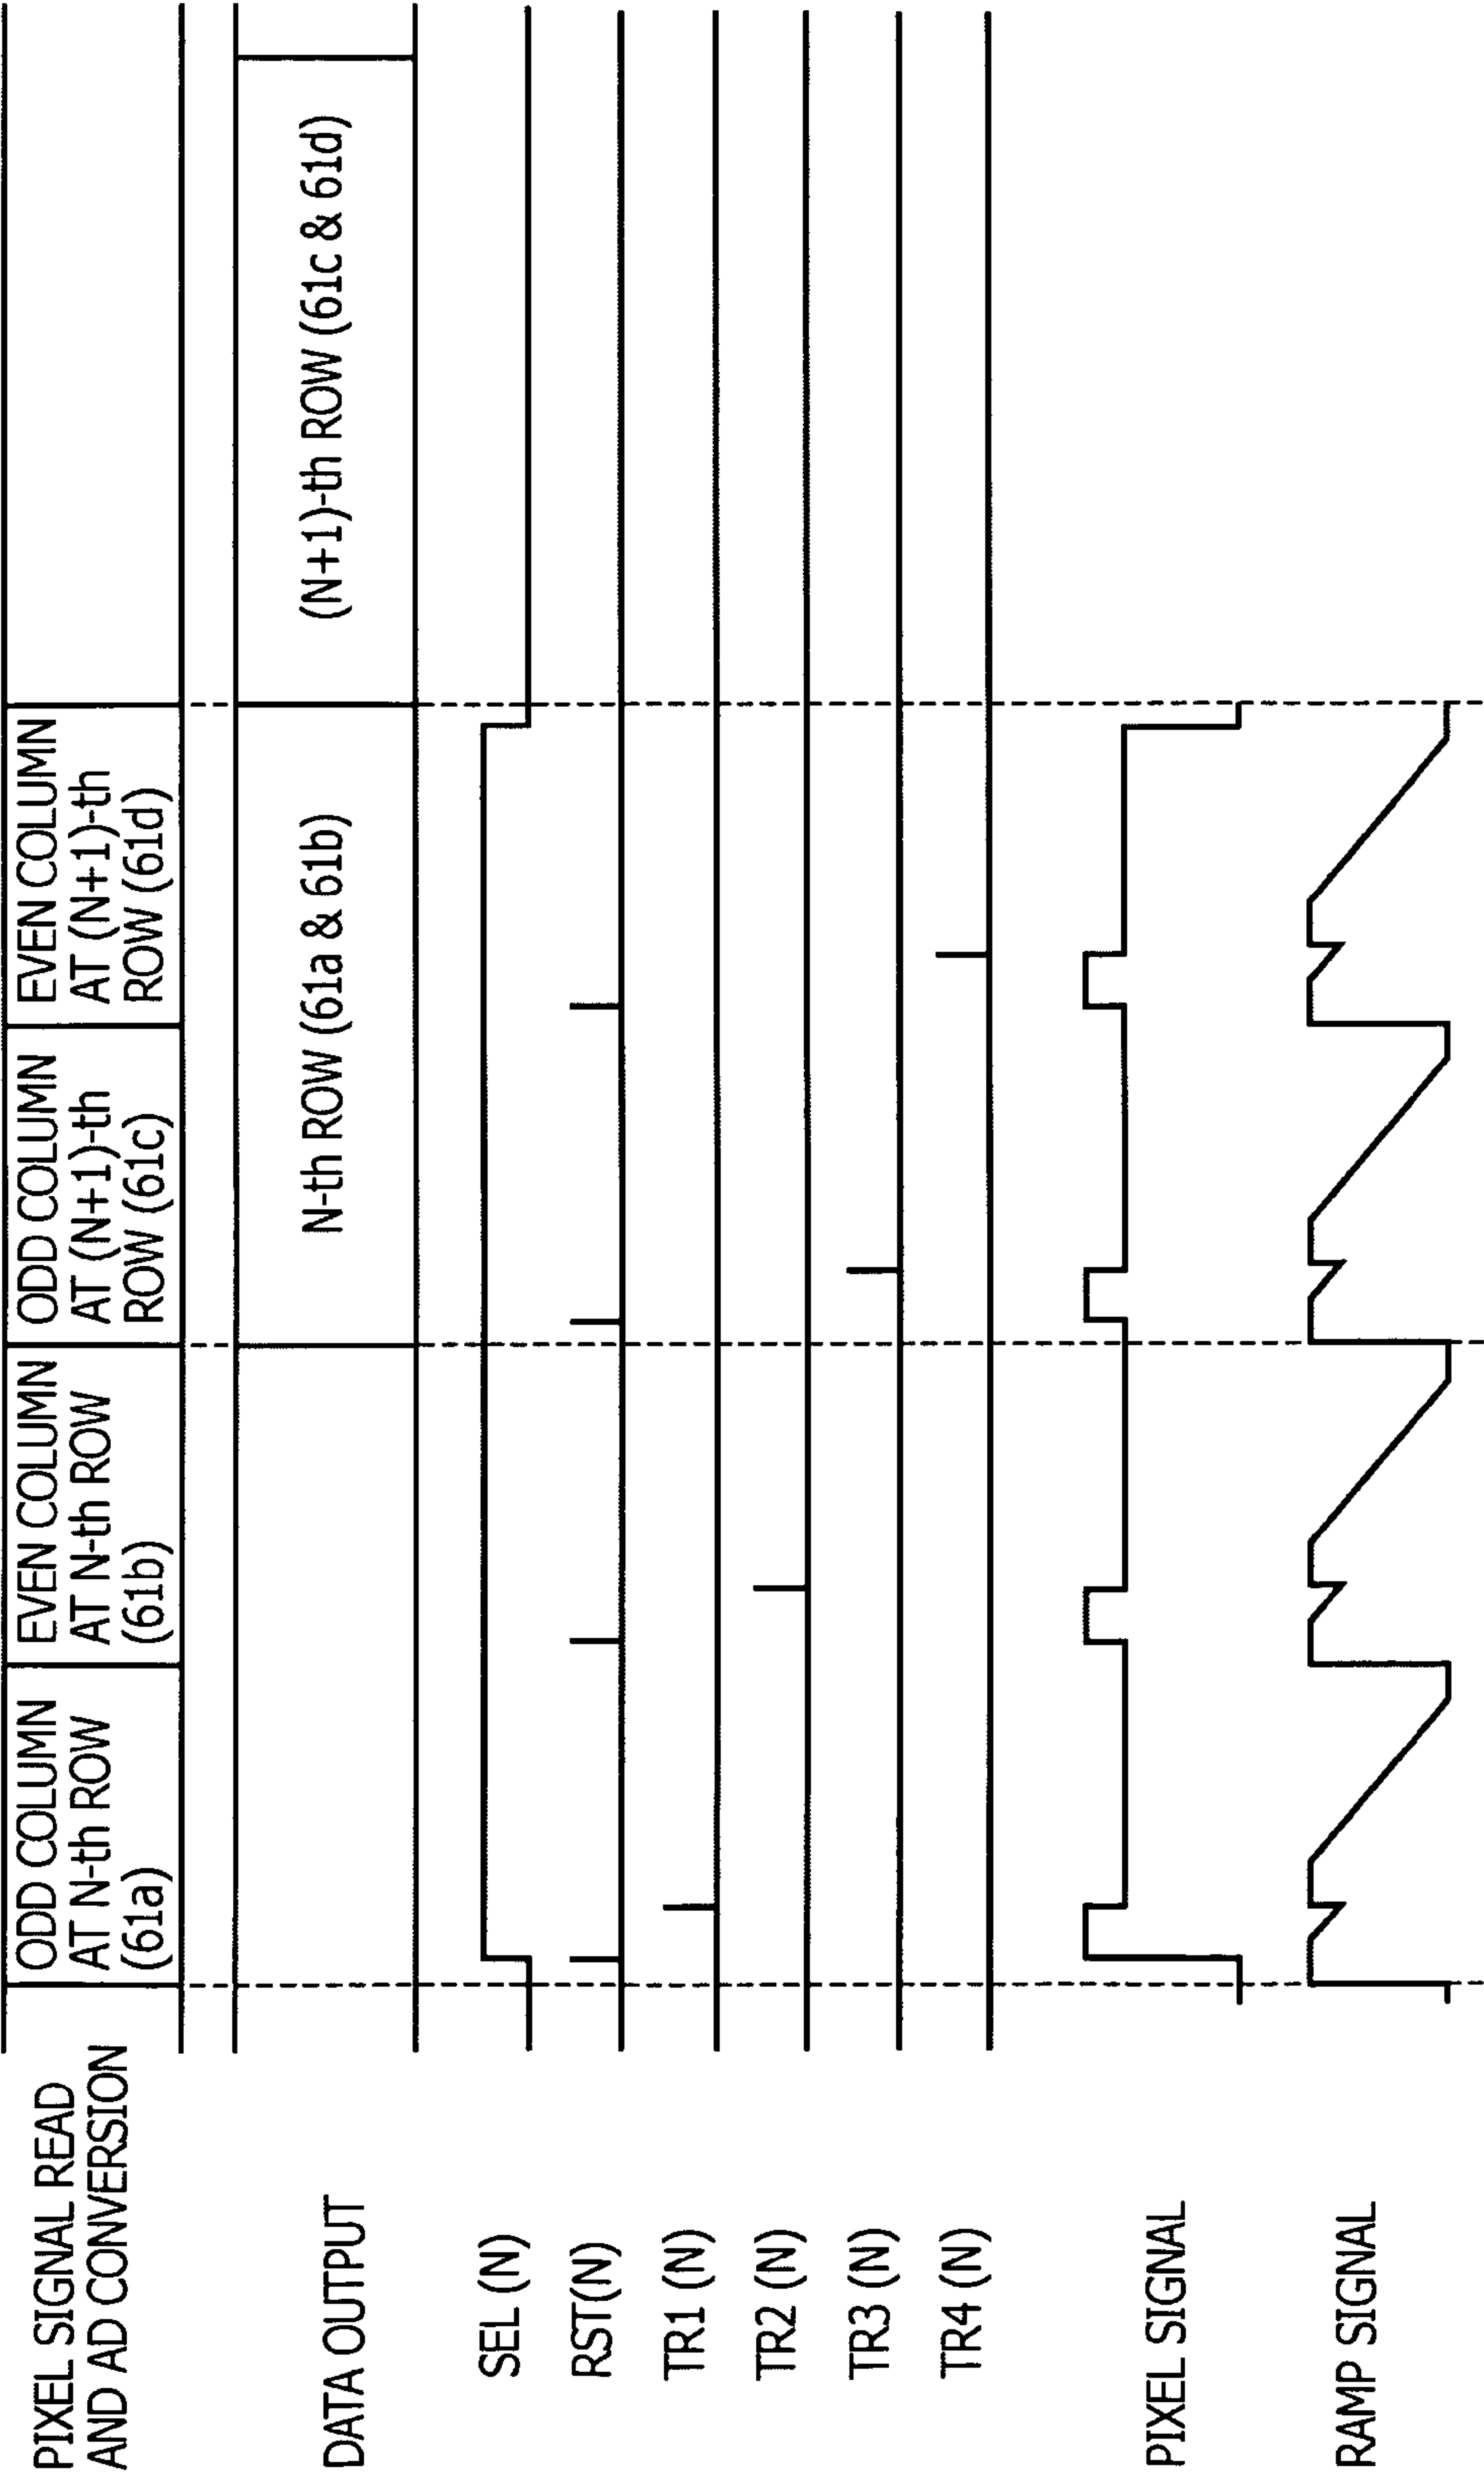 PIXEL SIGNAL READ
AND AD CONVERSION
ODD COLUMN
AT N-th ROW
(61a)
EVEN COLUMN
AT N-th ROW
(61b)
ODD COLUMN
AT (N+1)-th
ROW (61c)
EVEN COLUMN
AT (N+1)-th
ROW (61d)
DATA OUTPUT
N-th ROW (61a & 61b)
(N+1)-th ROW (61c & 61d)
SEL (N)
RST(N)
TR1 (N)
TR2 (N)
TR3 (N)
TR4 (N)
PIXEL SIGNAL
RAMP SIGNAL